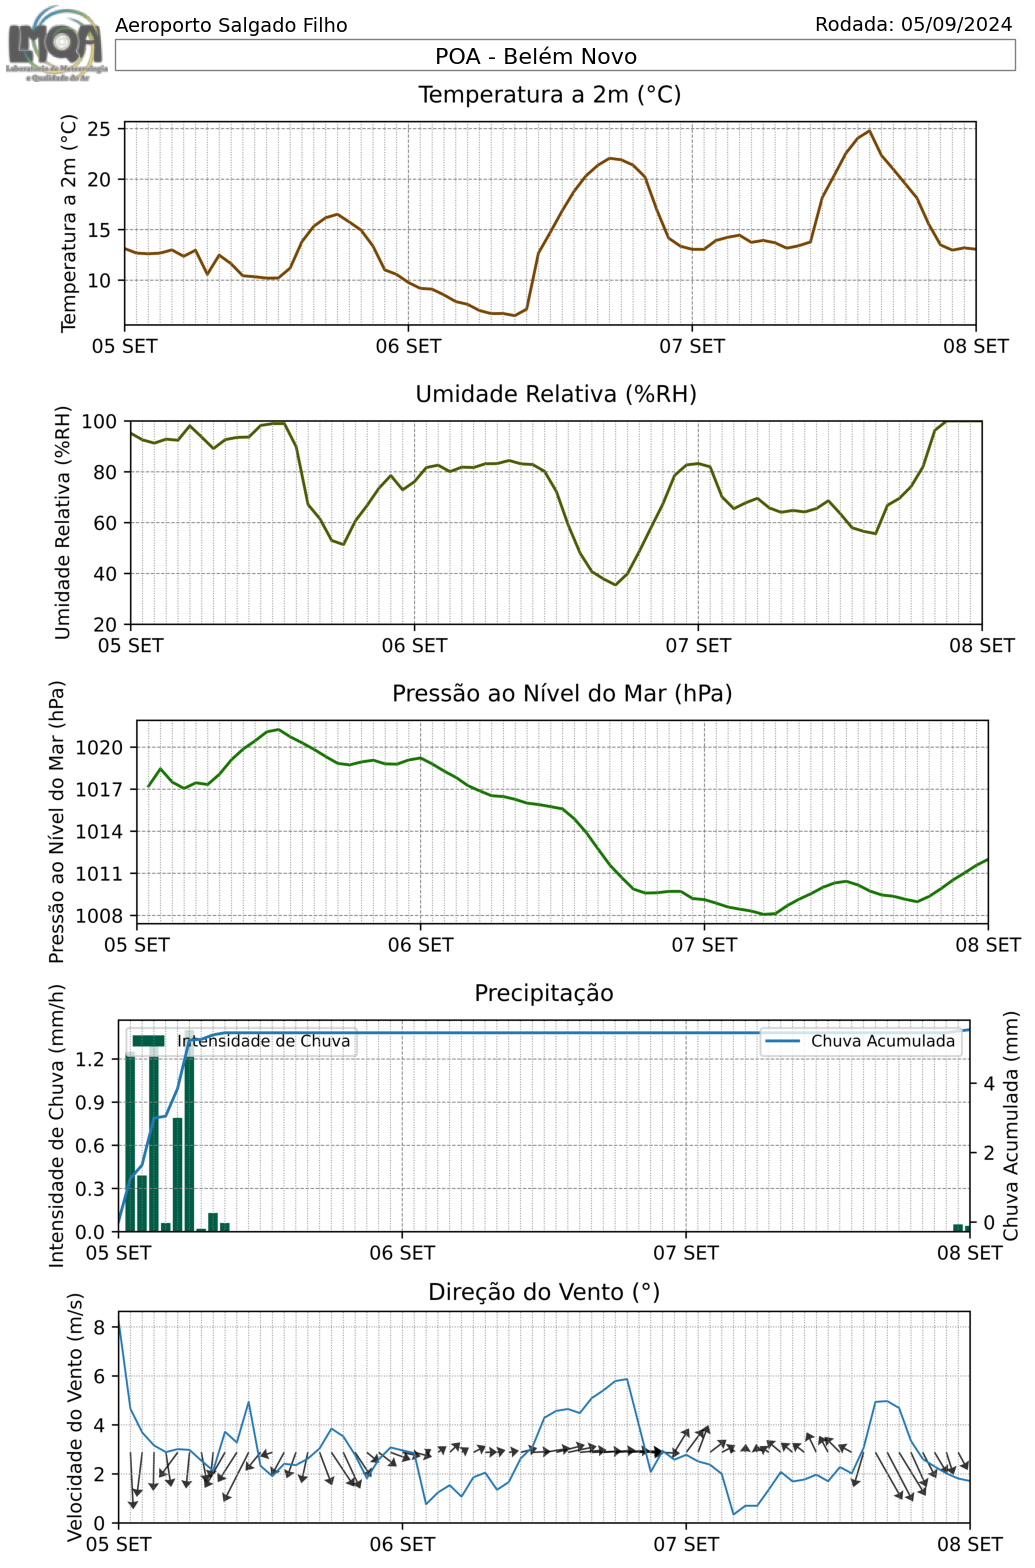 LMQA
Laboratório de Meteorologia
e Qualidade do Ar
Aeroporto Salgado Filho
Rodada: 05/09/2024
POA - Belém Novo
Temperatura a 2m (°C)
Temperatura a 2m (°C)
25
20
15
10
05 SET
06 SET
07 SET
08 SET
Umidade Relativa (%RH)
Umidade Relativa (%RH)
100
80
60
40
20
05 SET
06 SET
07 SET
08 SET
Pressão ao Nível do Mar (hPa)
Pressão ao Nível do Mar (hPa)
1020
1017
1014
1011
1008
05 SET
06 SET
07 SET
08 SET
Precipitação
Intensidade de Chuva (mm/h)
1.2
0.9
0.6
0.3
0.0
Intensidade de Chuva
Chuva Acumulada
4
2
0
Chuva Acumulada (mm)
05 SET
06 SET
07 SET
08 SET
Direção do Vento (°)
Velocidade do Vento (m/s)
8
6
4
2
0
05 SET
06 SET
07 SET
08 SET